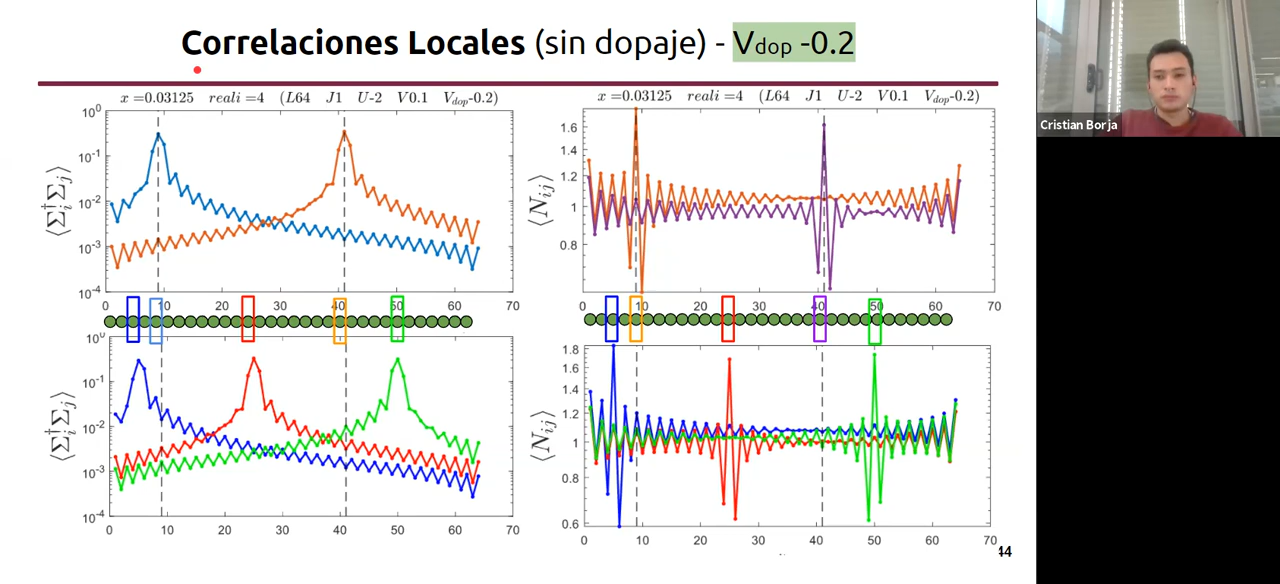 Correlaciones Locales (sin dopaje) - Vdop -0.2
x = 0.03125 reali = 4 (L64 J1 U-2 V0.1 Vdop-0.2)
10^0
10^-1
10^-2
10^-3
10^-4
⟨Σ†iΣj⟩
0 10 20 30 40 50 60 70
x = 0.03125 reali = 4 (L64 J1 U-2 V0.1 Vdop-0.2)
1.6
1.4
1.2
1
0.8
⟨Nij⟩
0 10 20 30 40 50 60 70
10^0
10^-1
10^-2
10^-3
10^-4
⟨Σ†iΣj⟩
0 10 20 30 40 50 60 70
1.8
1.6
1.4
1.2
1
0.8
0.6
⟨Nij⟩
0 10 20 30 40 50 60 70
44
Cristian Borja